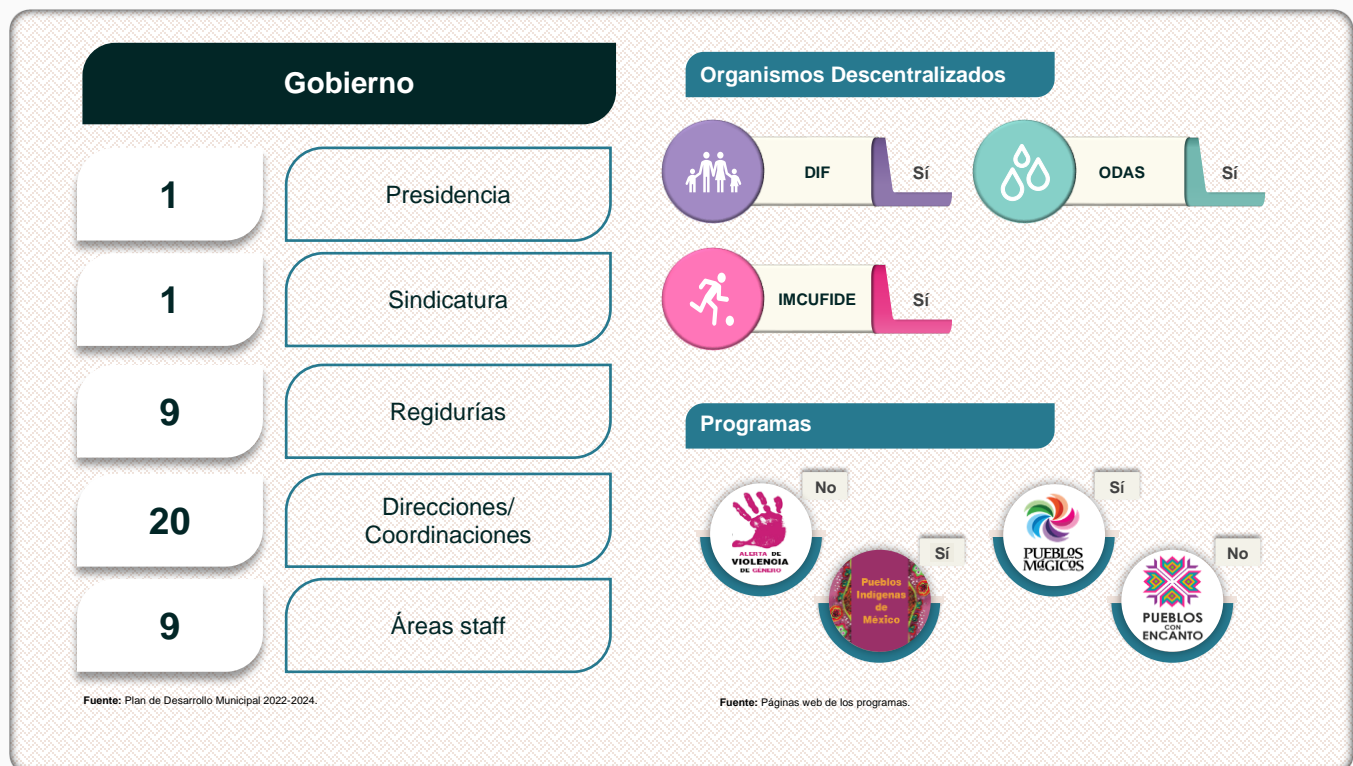 Gobierno
1
Presidencia
1
Sindicatura
9
Regidurías
20
Direcciones/
Coordinaciones
9
Áreas staff
Fuente: Plan de Desarrollo Municipal 2022-2024.
Organismos Descentralizados
DIF
Sí
ODAS
Sí
IMCUFIDE
Sí
Programas
No
ALERTA DE
VIOLENCIA
DE GÉNERO
Sí
Pueblos
Indígenas
de
México
Sí
PUEBLOS
MÁGICOS
No
PUEBLOS
CON
ENCANTO
Fuente: Páginas web de los programas.